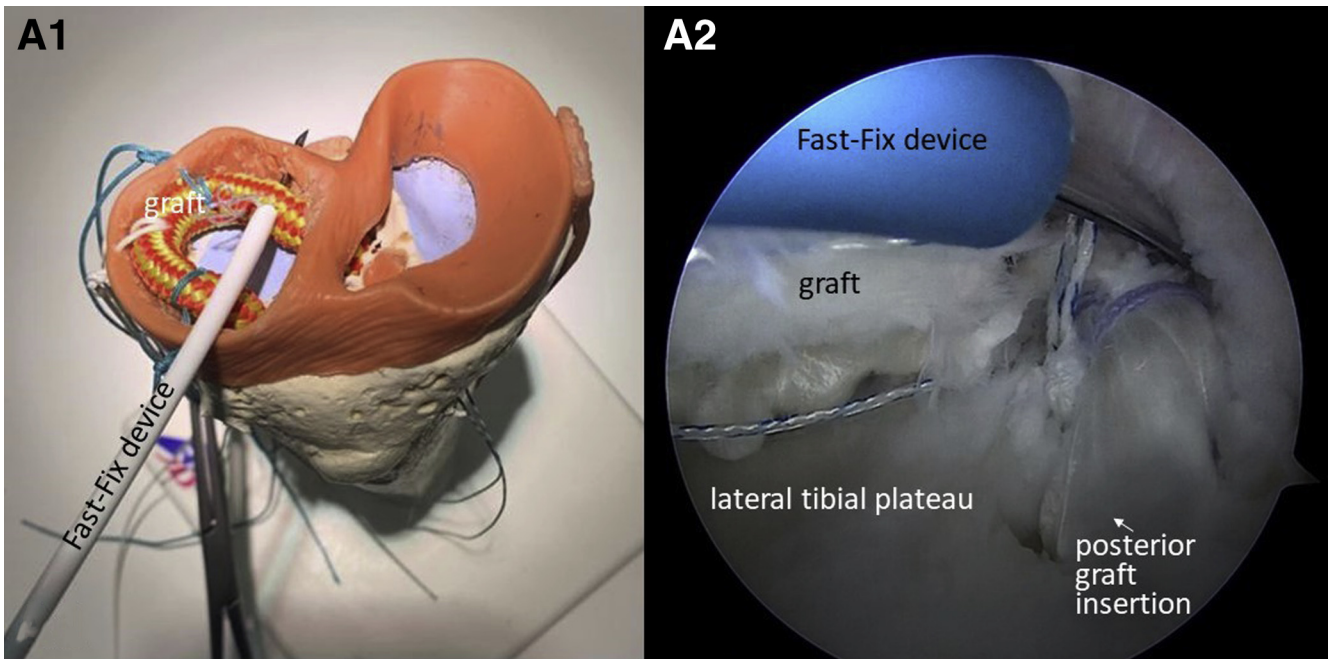 A1
graft
Fast-Fix device
A2
Fast-Fix device
graft
lateral tibial plateau
posterior
graft
insertion